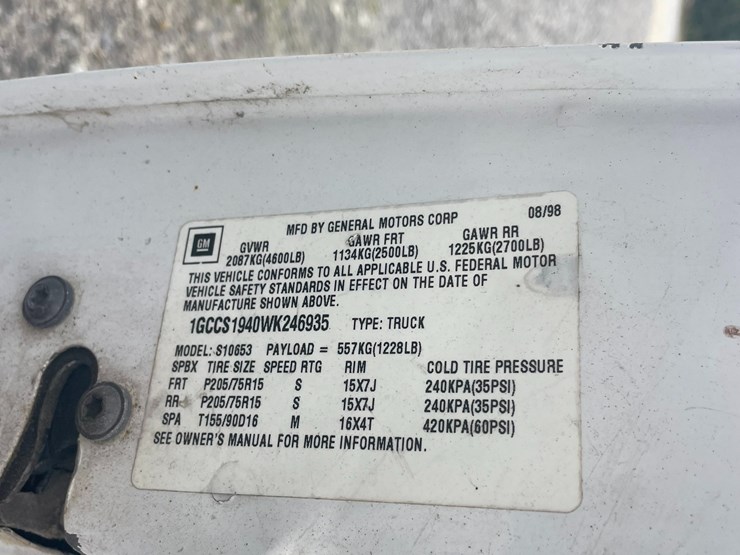 MFD BY GENERAL MOTORS CORP 08/98
GM GVWR GAWR FRT GAWR RR
2087KG(4600LB) 1134KG(2500LB) 1225KG(2700LB)
THIS VEHICLE CONFORMS TO ALL APPLICABLE U.S. FEDERAL MOTOR
VEHICLE SAFETY STANDARDS IN EFFECT ON THE DATE OF
MANUFACTURE SHOWN ABOVE.
1GCCS1940WK246935 TYPE: TRUCK
MODEL: S10653 PAYLOAD = 557KG(1228LB)
SPBX TIRE SIZE SPEED RTG RIM COLD TIRE PRESSURE
FRT P205/75R15 S 15X7J 240KPA(35PSI)
RR P205/75R15 S 15X7J 240KPA(35PSI)
SPA T155/90D16 M 16X4T 420KPA(60PSI)
SEE OWNER'S MANUAL FOR MORE INFORMATION.